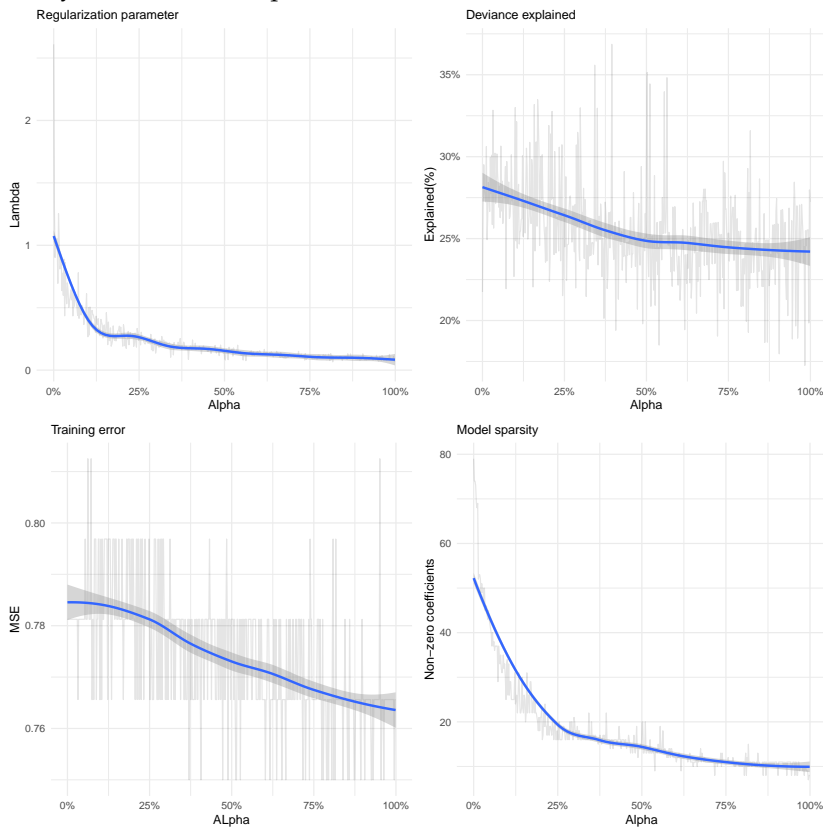 Regularization parameter
2
1
0
Lambda
0% 25% 50% 75% 100%
Alpha
Deviance explained
35%
30%
25%
20%
Explained(%)
0% 25% 50% 75% 100%
Alpha
Training error
0.80
0.78
0.76
MSE
0% 25% 50% 75% 100%
ALpha
Model sparsity
80
60
40
20
Non−zero coefficients
0% 25% 50% 75% 100%
Alpha